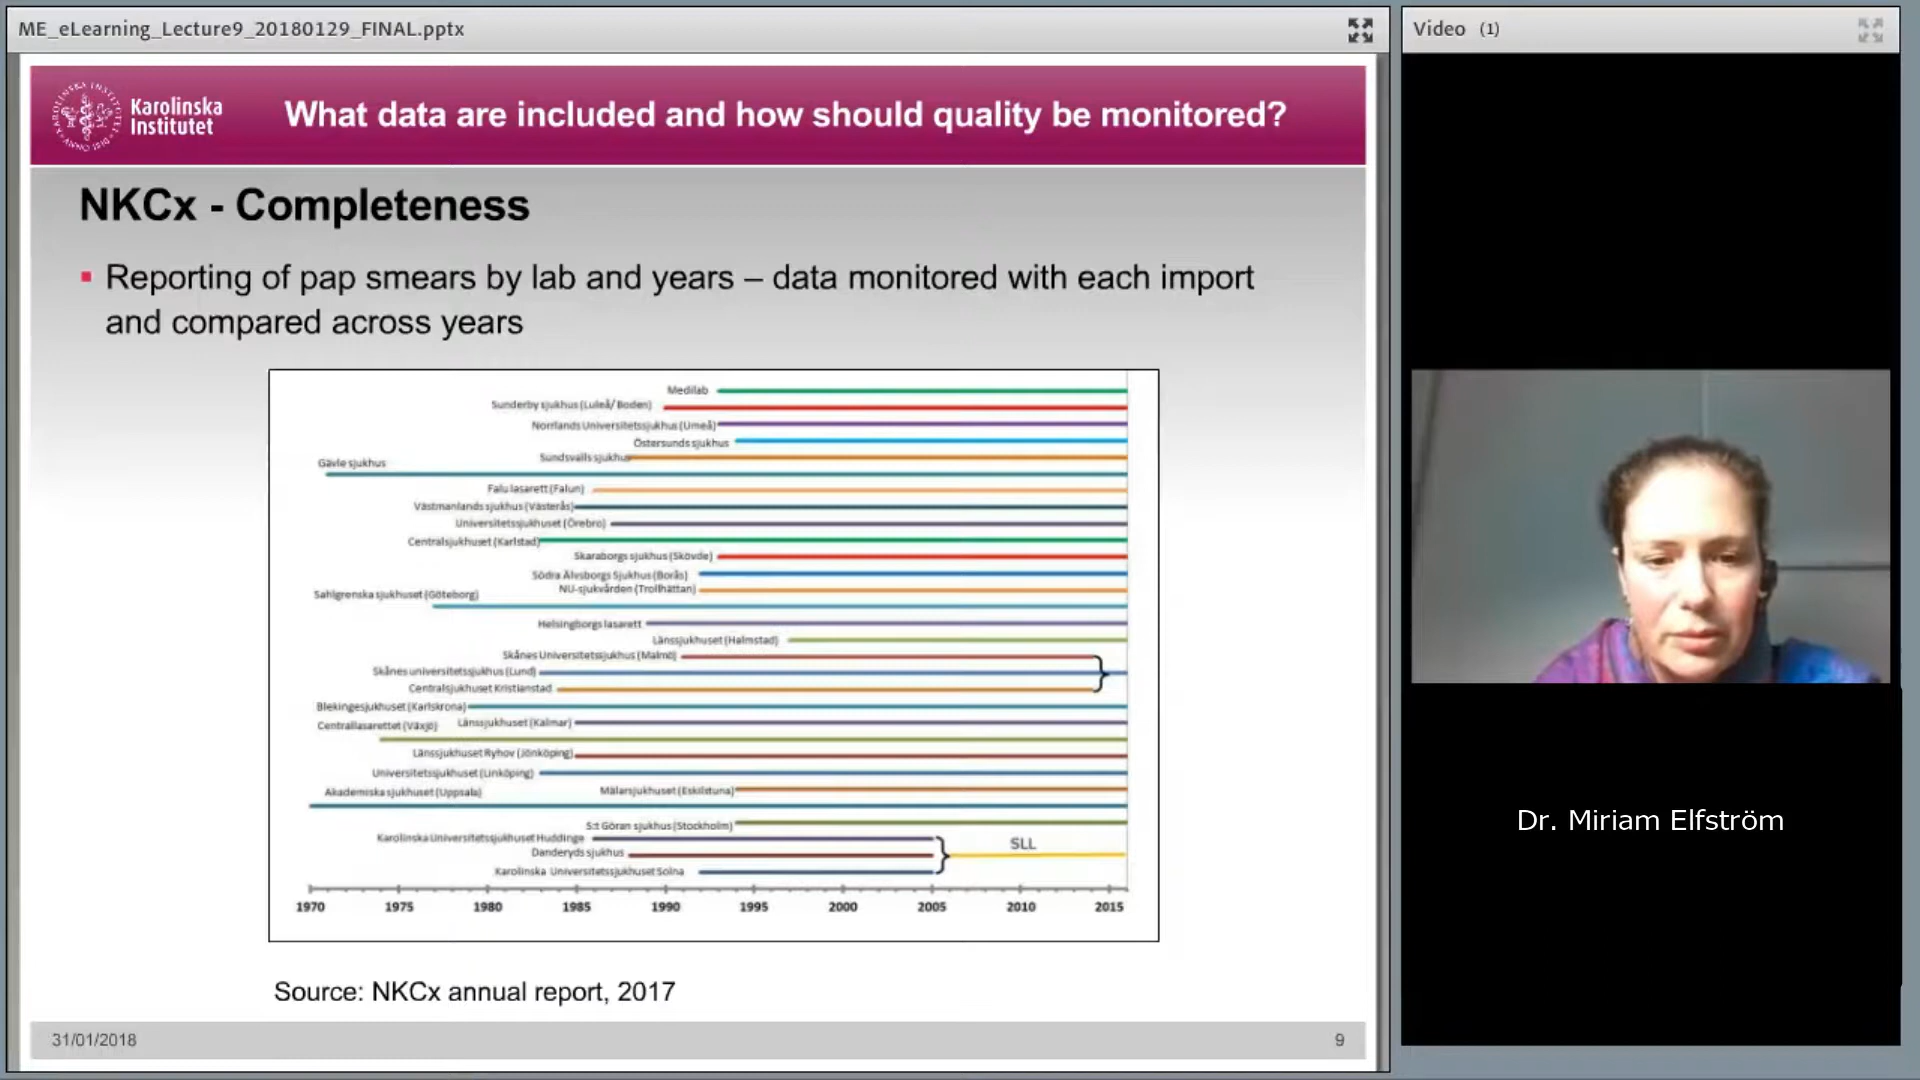 ME_eLearning_Lecture9_20180129_FINAL.pptx
Video (1)
Karolinska
Institutet
What data are included and how should quality be monitored?
NKCx - Completeness
▪ Reporting of pap smears by lab and years – data monitored with each import
and compared across years
Medilab
Sunderby sjukhus (Luleå/ Boden)
Norrlands Universitetssjukhus (Umeå)
Östersunds sjukhus
Sundsvalls sjukhus
Gävle sjukhus
Falu lasarett (Falun)
Västmanlands sjukhus (Västerås)
Universitetssjukhuset (Örebro)
Centralsjukhuset (Karlstad)
Skaraborgs sjukhus (Skövde)
Södra Älvsborgs Sjukhus (Borås)
NU-sjukvården (Trollhättan)
Sahlgrenska sjukhuset (Göteborg)
Helsingborgs lasarett
Länssjukhuset (Halmstad)
Skånes Universitetssjukhus (Malmö)
Skånes universitetssjukhus (Lund)
Centralsjukhuset Kristianstad
Blekingesjukhuset (Karlskrona)
Centrallasarettet (Växjö) Länssjukhuset (Kalmar)
Länssjukhuset Ryhov (Jönköping)
Universitetssjukhuset (Linköping)
Akademiska sjukhuset (Uppsala) Mälarsjukhuset (Eskilstuna)
S:t Göran sjukhus (Stockholm)
Karolinska Universitetssjukhuset Huddinge
SLL
Danderyds sjukhus
Karolinska Universitetssjukhuset Solna
1970 1975 1980 1985 1990 1995 2000 2005 2010 2015
Source: NKCx annual report, 2017
31/01/2018
9
Dr. Miriam Elfström